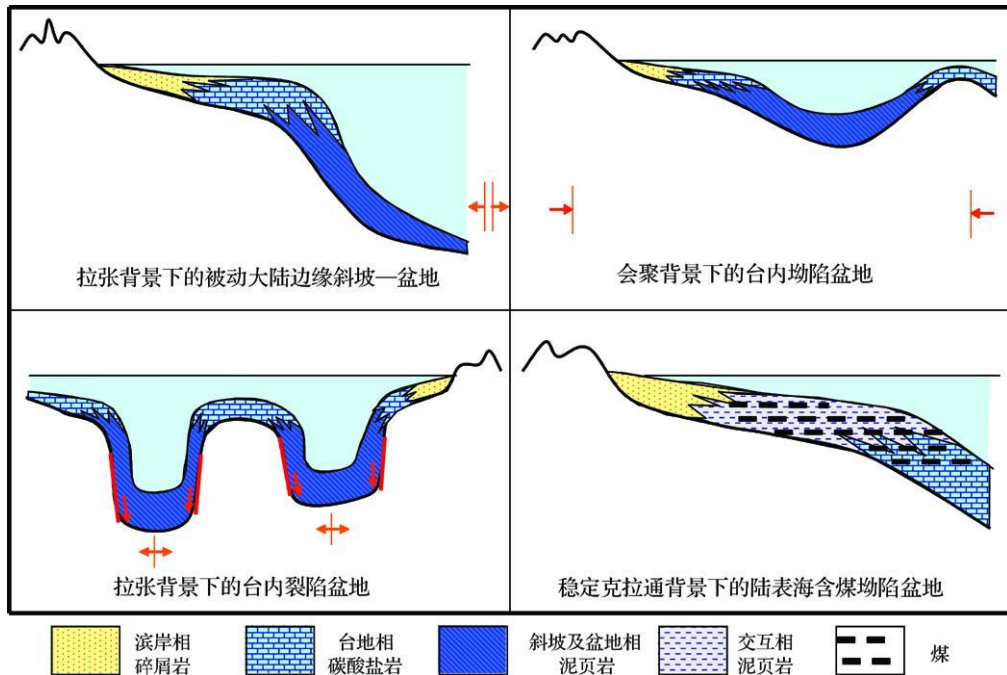 拉张背景下的被动大陆边缘斜坡—盆地
会聚背景下的台内坳陷盆地
拉张背景下的台内裂陷盆地
稳定克拉通背景下的陆表海含煤坳陷盆地
滨岸相
碎屑岩
台地相
碳酸盐岩
斜坡及盆地相
泥页岩
交互相
泥页岩
煤